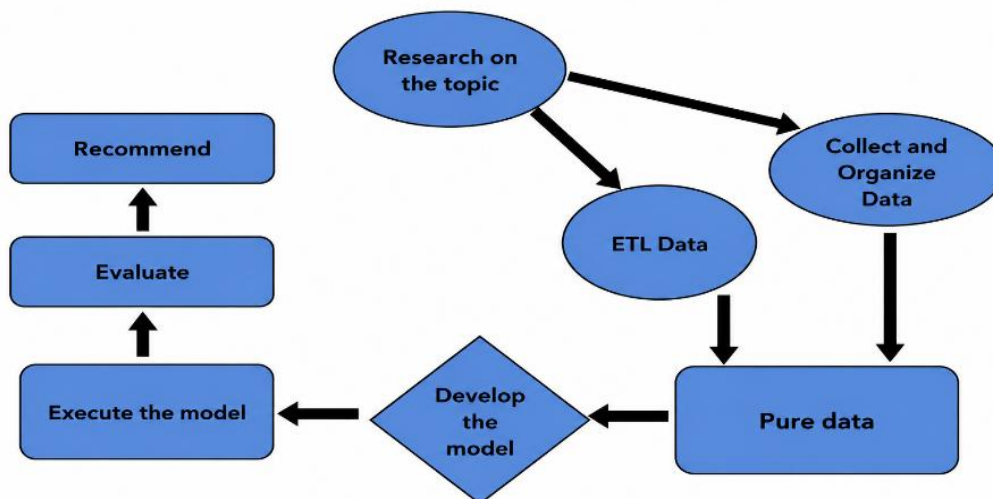 Research on
the topic
Collect and
Organize
Data
ETL Data
Pure data
Develop
the
model
Execute the model
Evaluate
Recommend